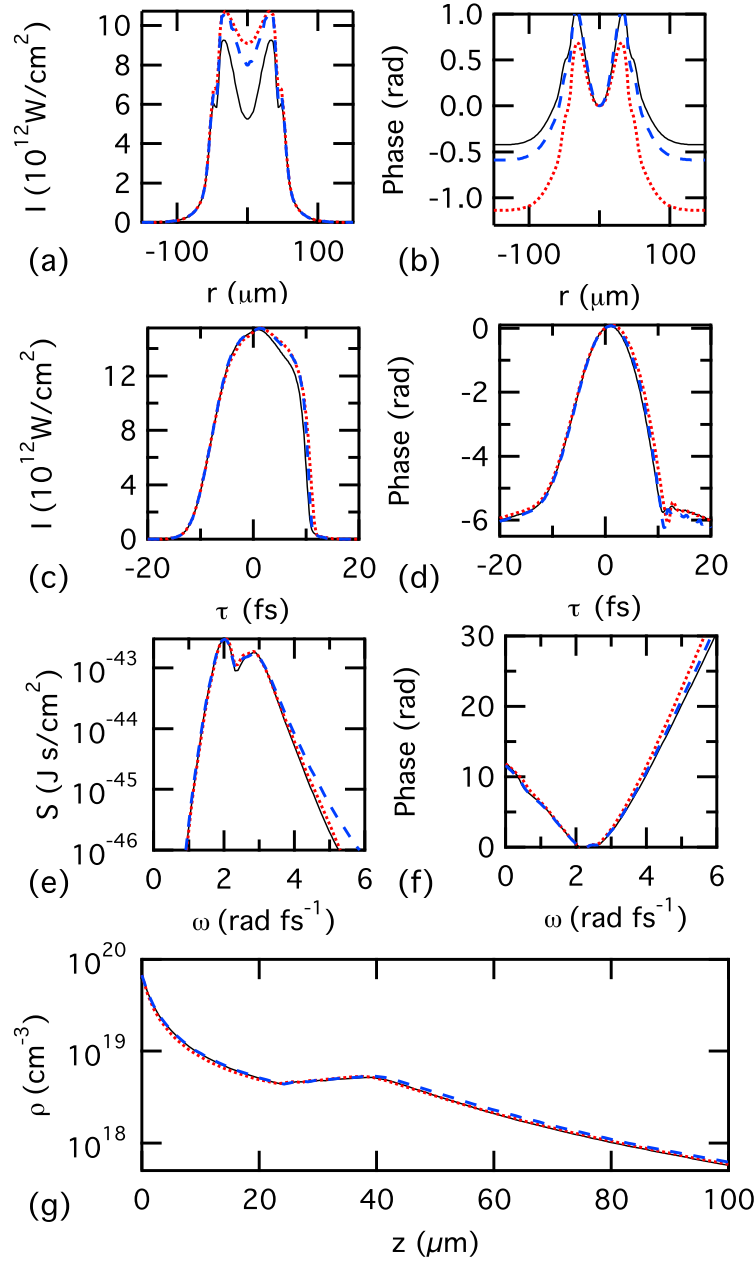 I (10^12 W/cm^2)
10
8
6
4
2
0
-100
0
100
r (μm)
(a)
Phase (rad)
1.0
0.5
0.0
-0.5
-1.0
-100
0
100
r (μm)
(b)
I (10^12 W/cm^2)
12
8
4
0
-20
0
20
τ (fs)
(c)
Phase (rad)
0
-2
-4
-6
-20
0
20
τ (fs)
(d)
S (J s/cm^2)
10^-43
10^-44
10^-45
10^-46
0
2
4
6
ω (rad fs^-1)
(e)
Phase (rad)
30
20
10
0
0
2
4
6
ω (rad fs^-1)
(f)
ρ (cm^-3)
10^20
10^19
10^18
0
20
40
60
80
100
z (μm)
(g)